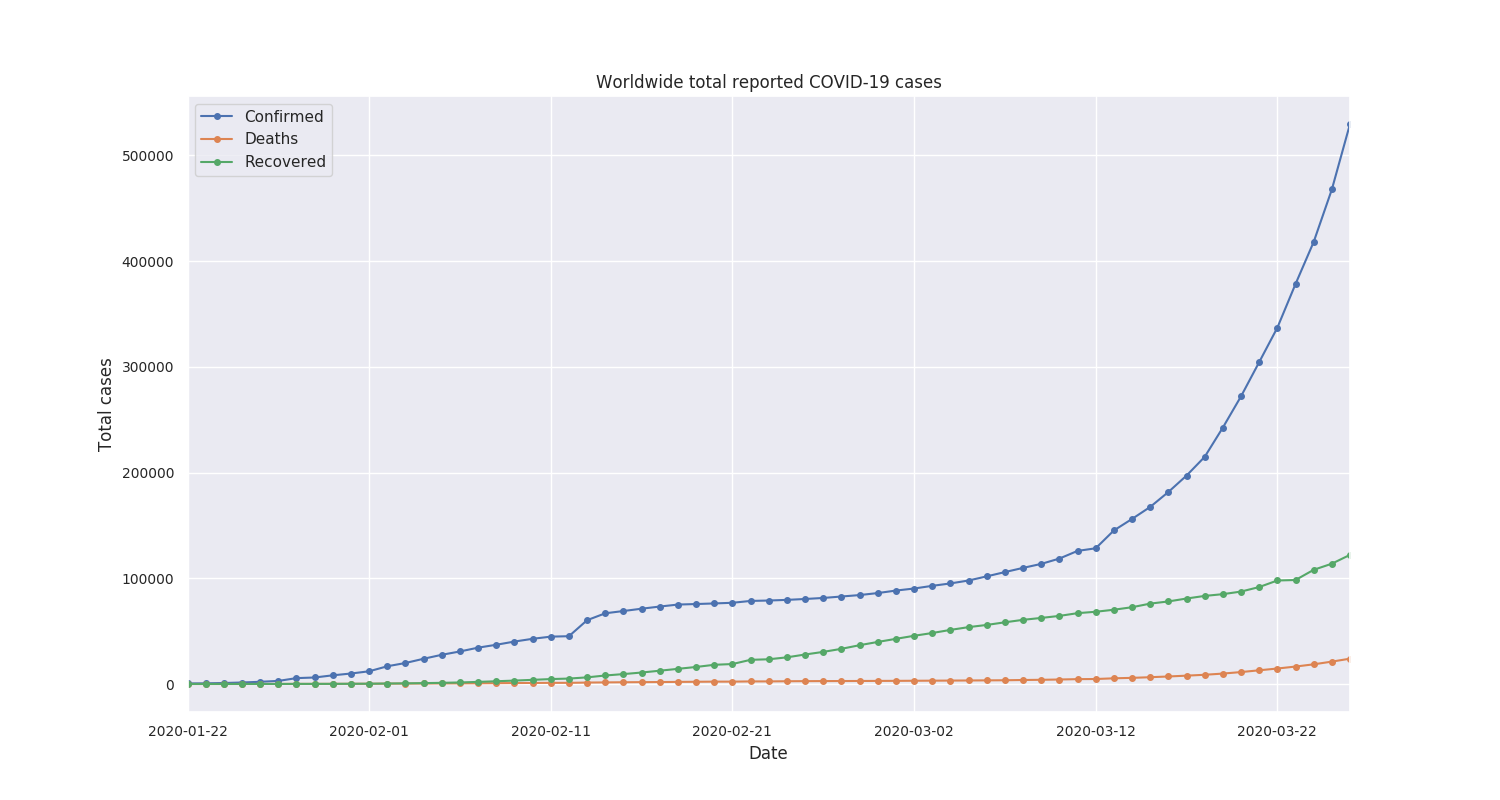 Worldwide total reported COVID-19 cases
Confirmed
Deaths
Recovered
500000
400000
300000
200000
100000
0
Total cases
2020-01-22
2020-02-01
2020-02-11
2020-02-21
2020-03-02
2020-03-12
2020-03-22
Date